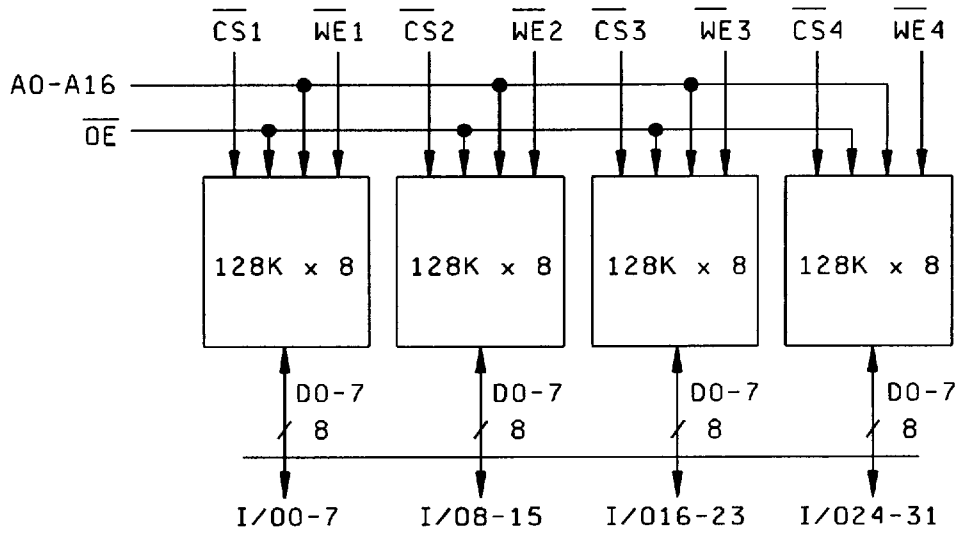 CS1 WE1 CS2 WE2 CS3 WE3 CS4 WE4
A0-A16
OE
128K x 8 128K x 8 128K x 8 128K x 8
D0-7 D0-7 D0-7 D0-7
8 8 8 8
I/O0-7 I/O8-15 I/O16-23 I/O24-31